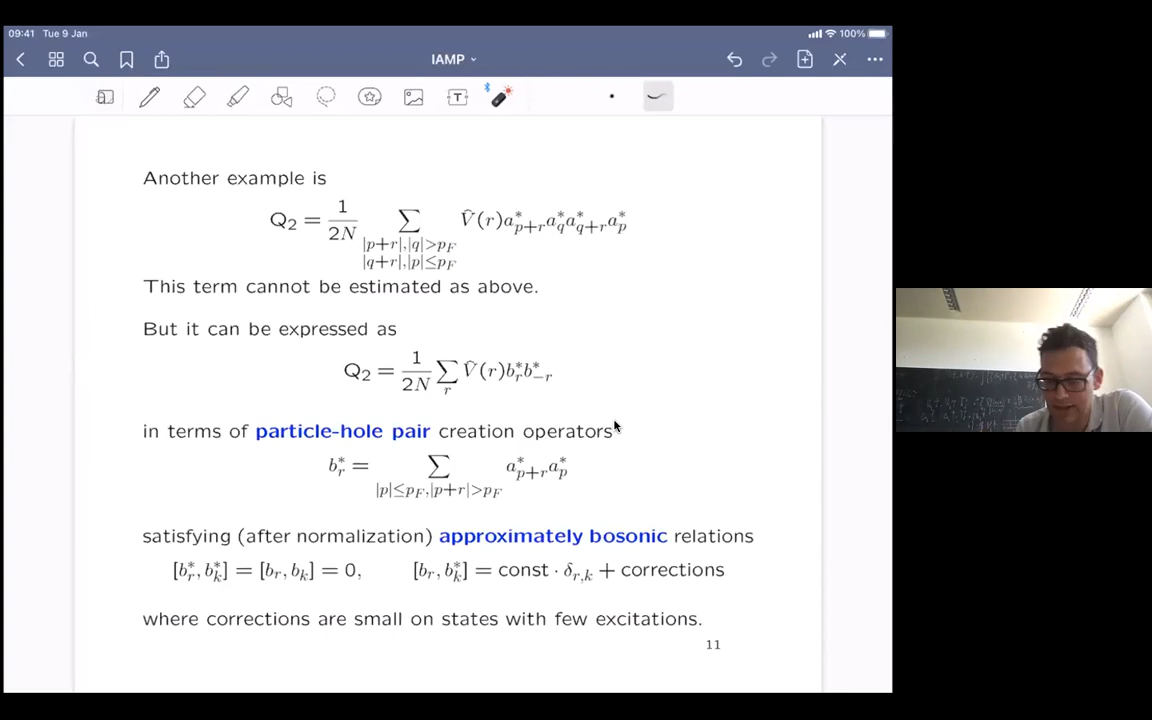 09:41 Tue 9 Jan
100%
IAMP
Another example is
Q₂ = 1/2N ∑_{|p+r|,|q|>p_F |q+r|,|p|≤p_F} V̂(r)a*_{p+r}a*_q a*_{q+r}a*_p
This term cannot be estimated as above.
But it can be expressed as
Q₂ = 1/2N ∑_r V̂(r)b*_r b*_{−r}
in terms of particle-hole pair creation operators
b*_r = ∑_{|p|≤p_F,|p+r|>p_F} a*_{p+r}a*_p
satisfying (after normalization) approximately bosonic relations
[b*_r, b*_k] = [b_r, b_k] = 0, [b_r, b*_k] = const · δ_{r,k} + corrections
where corrections are small on states with few excitations.
11